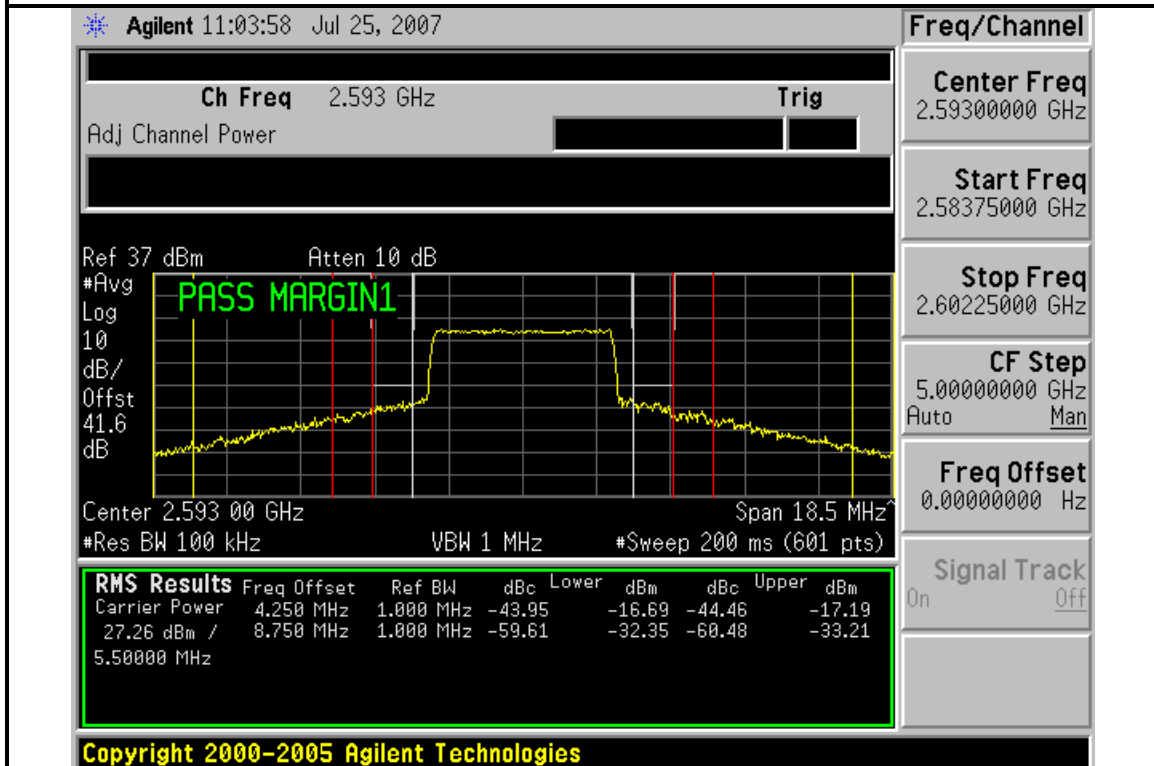 Agilent 11:03:58 Jul 25, 2007
Freq/Channel
Ch Freq 2.593 GHz Trig
Adj Channel Power
Center Freq
2.59300000 GHz
Start Freq
2.58375000 GHz
Stop Freq
2.60225000 GHz
CF Step
5.00000000 GHz
Auto Man
Freq Offset
0.00000000 Hz
Signal Track
On Off
Ref 37 dBm Atten 10 dB
#Avg
Log
10
dB/
Offst
41.6
dB
PASS MARGIN1
Center 2.593 00 GHz Span 18.5 MHz^
#Res BW 100 kHz VBW 1 MHz #Sweep 200 ms (601 pts)
RMS Results Freq Offset Ref BW dBc Lower dBm dBc Upper dBm
Carrier Power 4.250 MHz 1.000 MHz -43.95 -16.69 -44.46 -17.19
27.26 dBm / 8.750 MHz 1.000 MHz -59.61 -32.35 -60.48 -33.21
5.50000 MHz
Copyright 2000-2005 Agilent Technologies